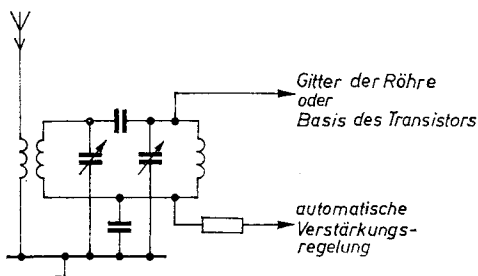 Gitter der Röhre
oder
Basis des Transistors
automatische
Verstärkungs-
regelung